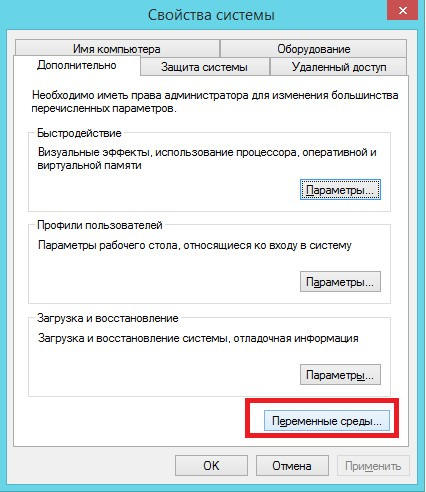 Свойства системы
Имя компьютера
Оборудование
Дополнительно
Защита системы
Удаленный доступ
Необходимо иметь права администратора для изменения большинства
перечисленных параметров.
Быстродействие
Визуальные эффекты, использование процессора, оперативной и
виртуальной памяти
Параметры...
Профили пользователей
Параметры рабочего стола, относящиеся ко входу в систему
Параметры...
Загрузка и восстановление
Загрузка и восстановление системы, отладочная информация
Параметры...
Переменные среды...
OK
Отмена
Применить